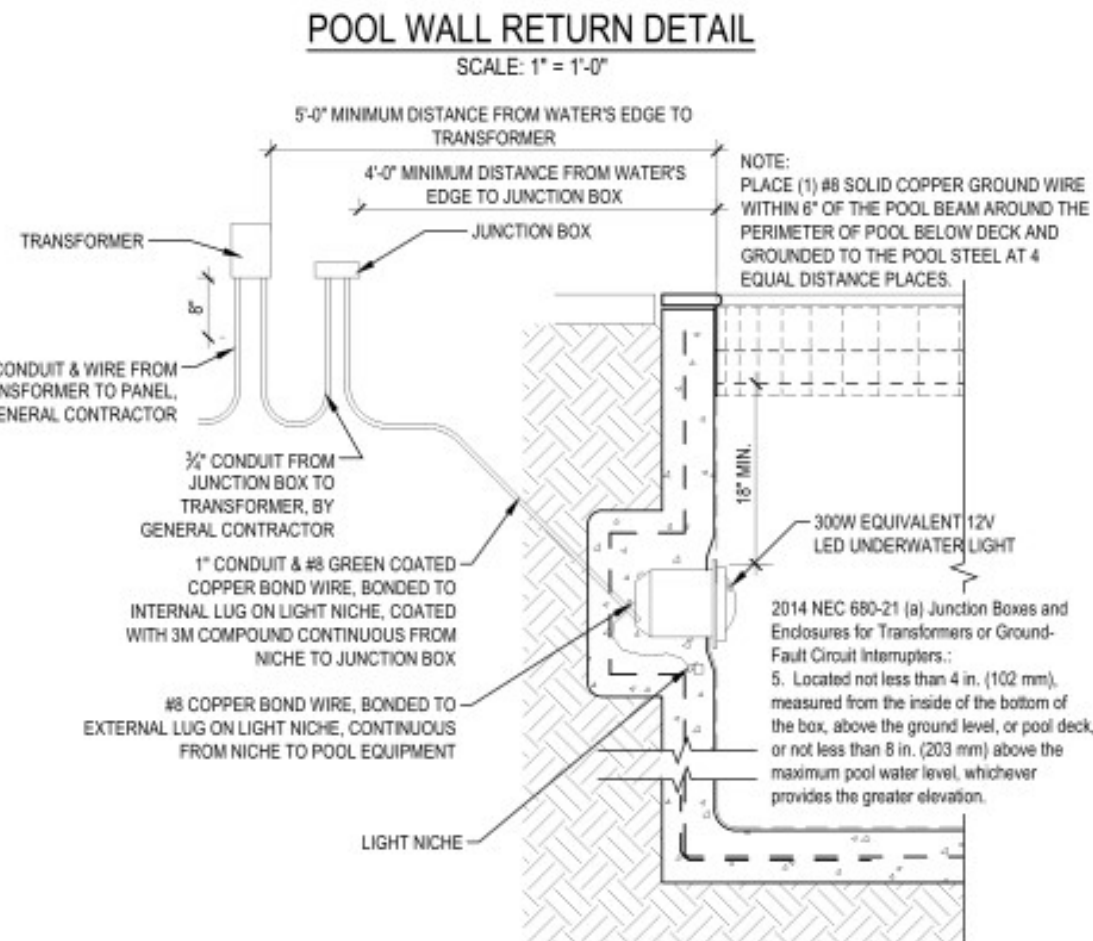 POOL WALL RETURN DETAIL
SCALE: 1" = 1'-0"
5'-0" MINIMUM DISTANCE FROM WATER'S EDGE TO
TRANSFORMER
4'-0" MINIMUM DISTANCE FROM WATER'S
EDGE TO JUNCTION BOX
NOTE:
PLACE (1) #8 SOLID COPPER GROUND WIRE
WITHIN 6" OF THE POOL BEAM AROUND THE
PERIMETER OF POOL BELOW DECK AND
GROUNDED TO THE POOL STEEL AT 4
EQUAL DISTANCE PLACES.
TRANSFORMER
JUNCTION BOX
8"
CONDUIT & WIRE FROM
NSFORMER TO PANEL,
ENERAL CONTRACTOR
¾" CONDUIT FROM
JUNCTION BOX TO
TRANSFORMER, BY
GENERAL CONTRACTOR
18" MIN.
300W EQUIVALENT 12V
LED UNDERWATER LIGHT
1" CONDUIT & #8 GREEN COATED
COPPER BOND WIRE, BONDED TO
INTERNAL LUG ON LIGHT NICHE, COATED
WITH 3M COMPOUND CONTINUOUS FROM
NICHE TO JUNCTION BOX
2014 NEC 680-21 (a) Junction Boxes and
Enclosures for Transformers or Ground-
Fault Circuit Interrupters.:
5. Located not less than 4 in. (102 mm),
measured from the inside of the bottom of
the box, above the ground level, or pool deck,
or not less than 8 in. (203 mm) above the
maximum pool water level, whichever
provides the greater elevation.
#8 COPPER BOND WIRE, BONDED TO
EXTERNAL LUG ON LIGHT NICHE, CONTINUOUS
FROM NICHE TO POOL EQUIPMENT
LIGHT NICHE